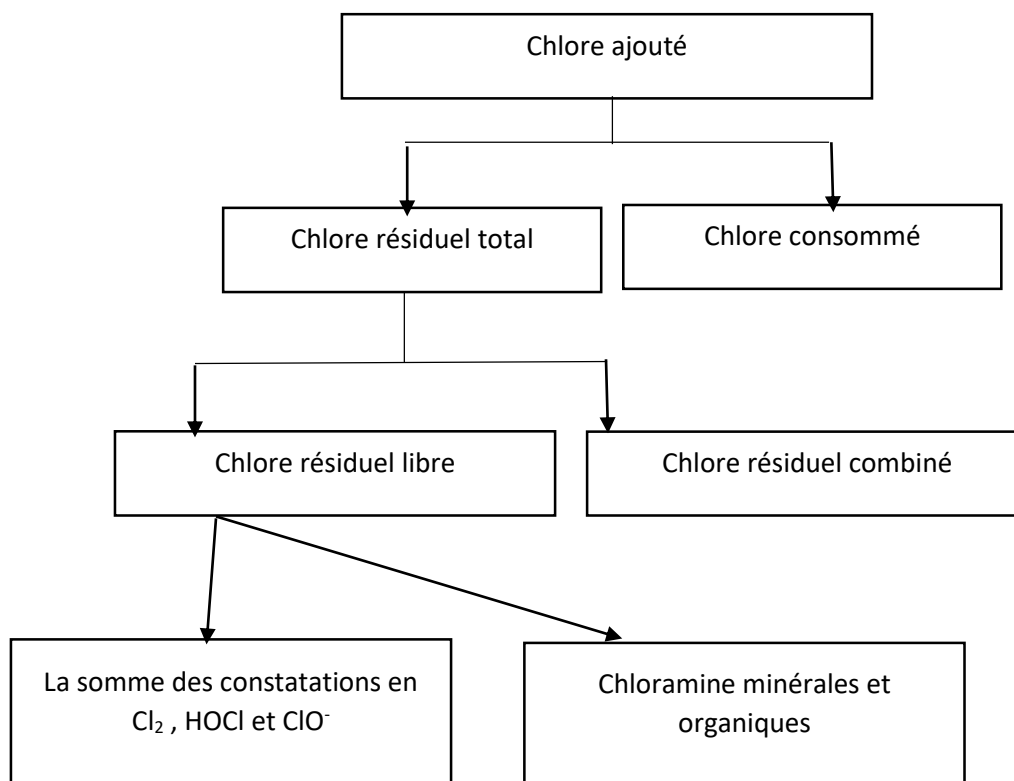 Chlore ajouté
Chlore résiduel total
Chlore consommé
Chlore résiduel libre
Chlore résiduel combiné
La somme des constatations en
Cl₂ , HOCl et ClO⁻
Chloramine minérales et
organiques